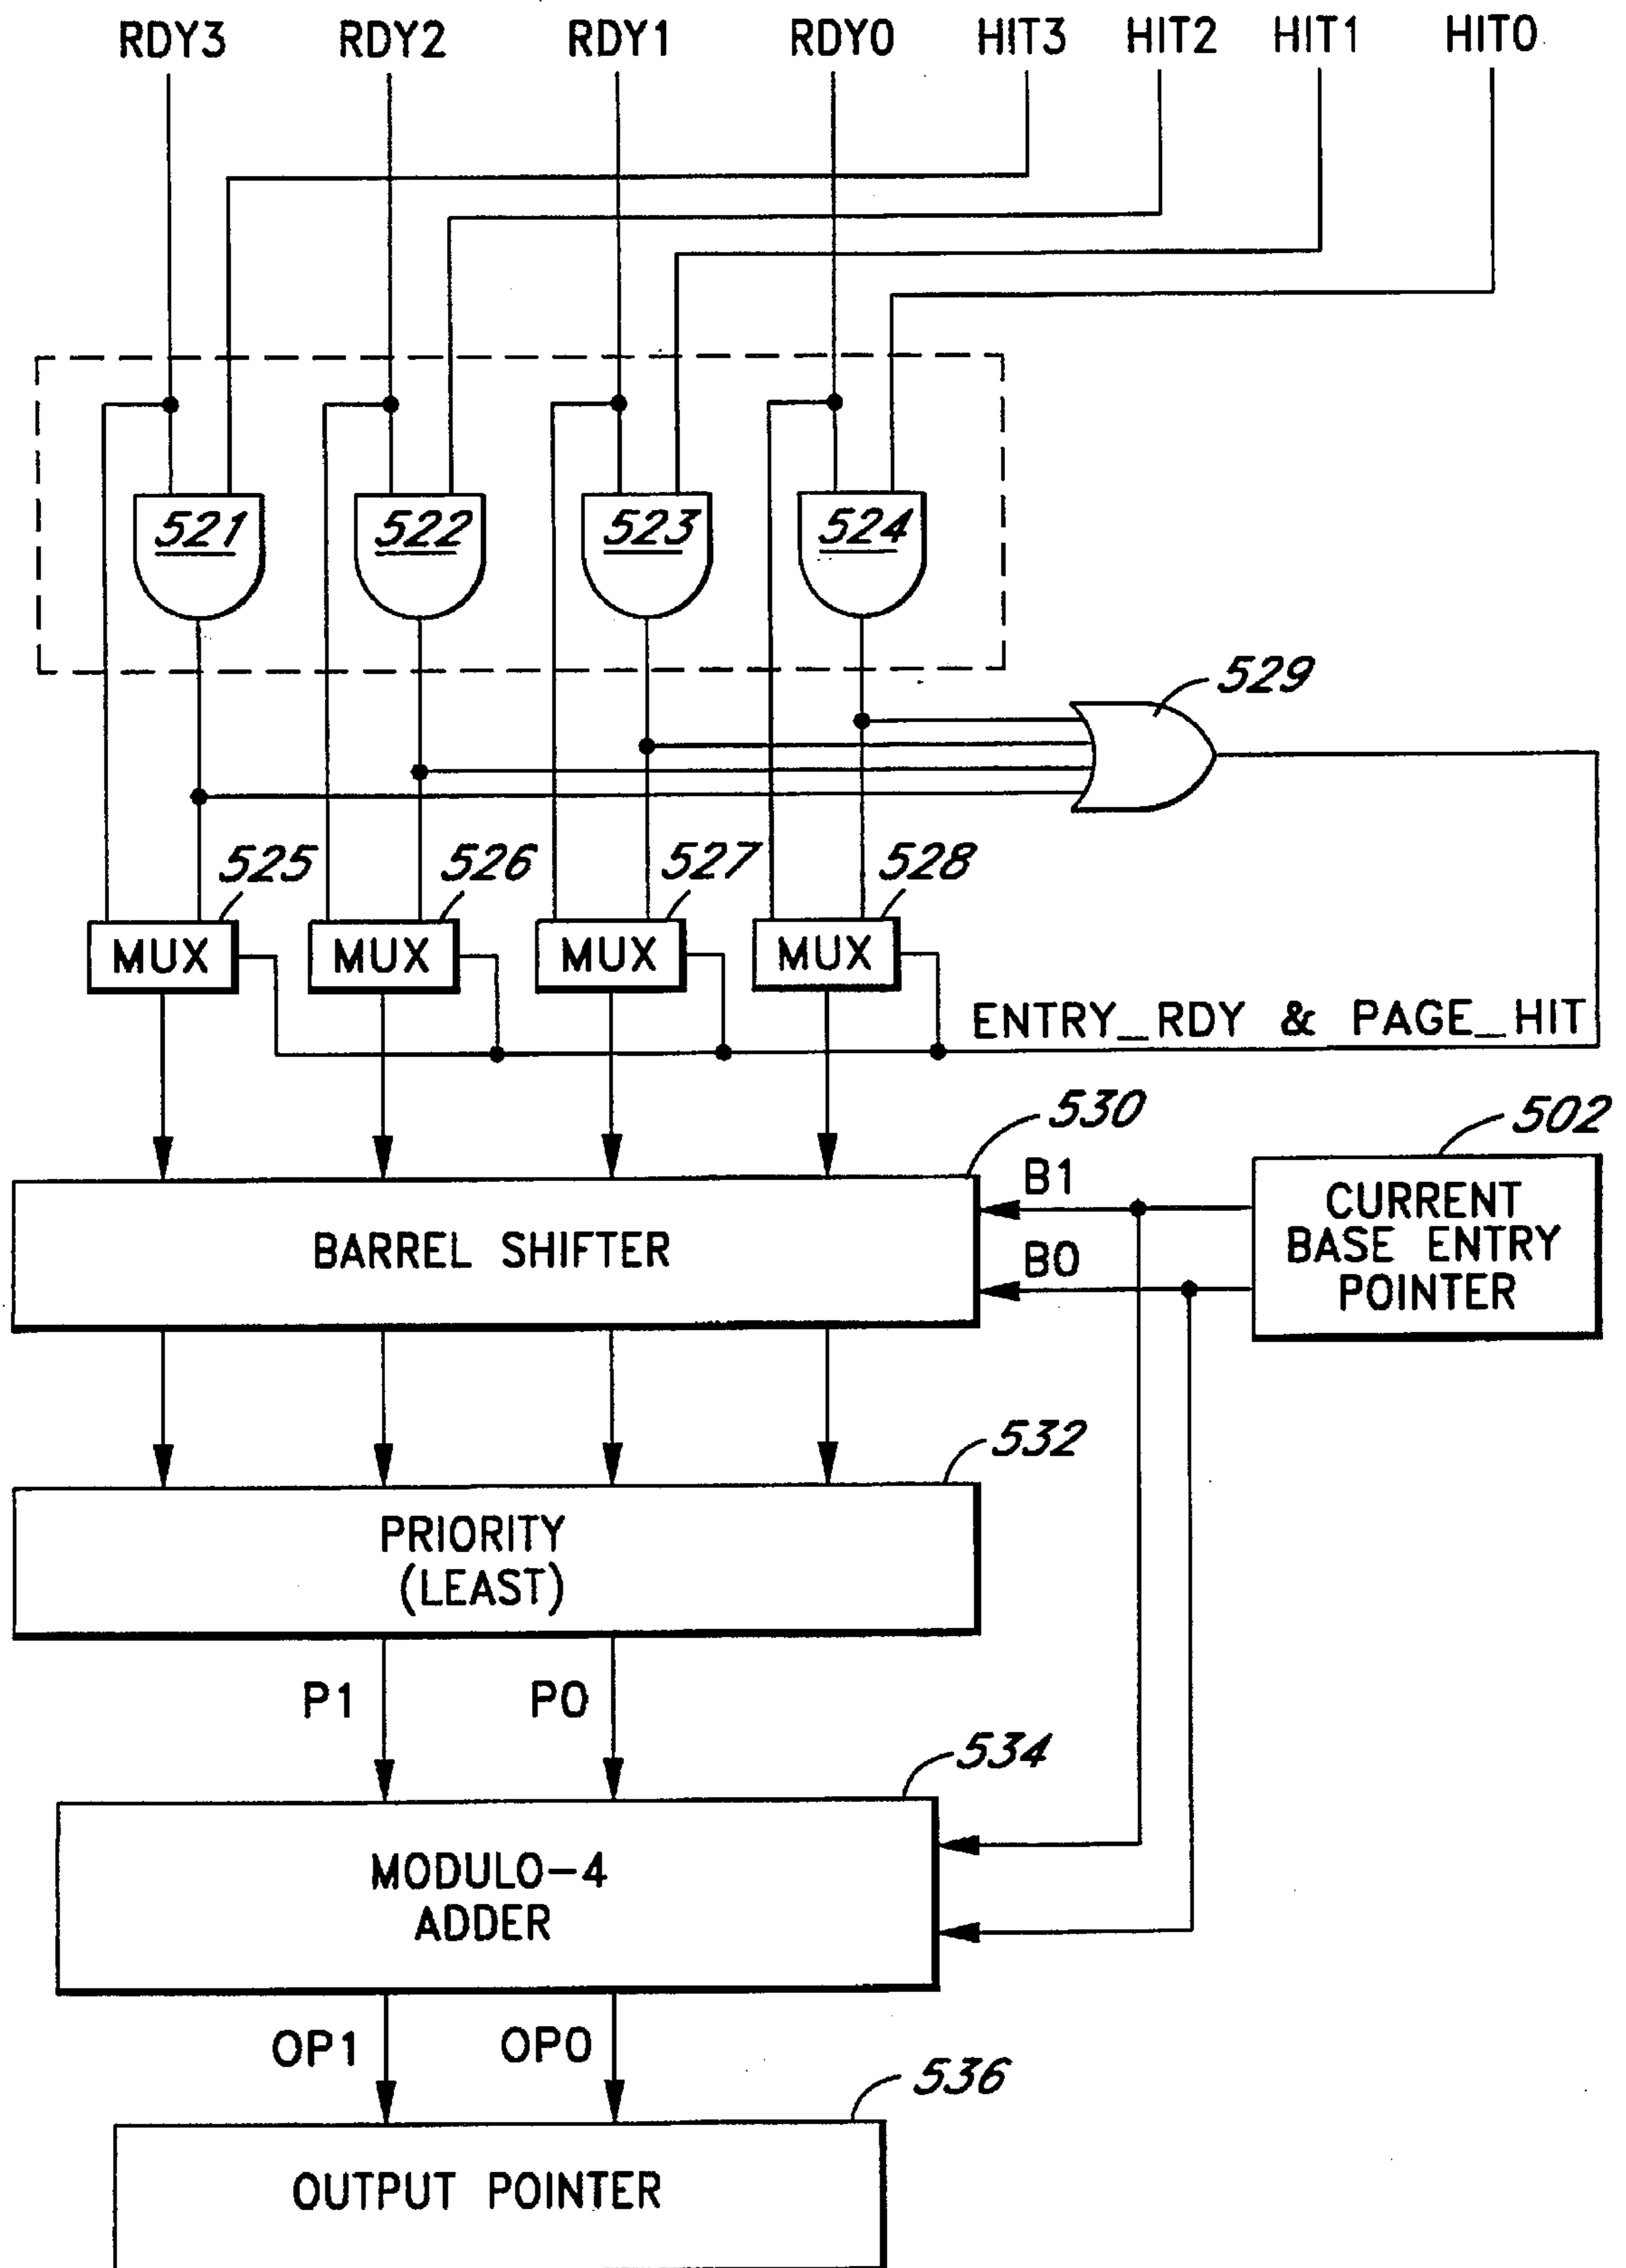 RDY3 RDY2 RDY1 RDY0 HIT3 HIT2 HIT1 HIT0
521 522 523 524
529
525 526 527 528
MUX MUX MUX MUX
ENTRY_RDY & PAGE_HIT
530 502
BARREL SHIFTER
B1
B0
CURRENT
BASE ENTRY
POINTER
532
PRIORITY
(LEAST)
P1 P0
534
MODULO-4
ADDER
OP1 OP0
536
OUTPUT POINTER